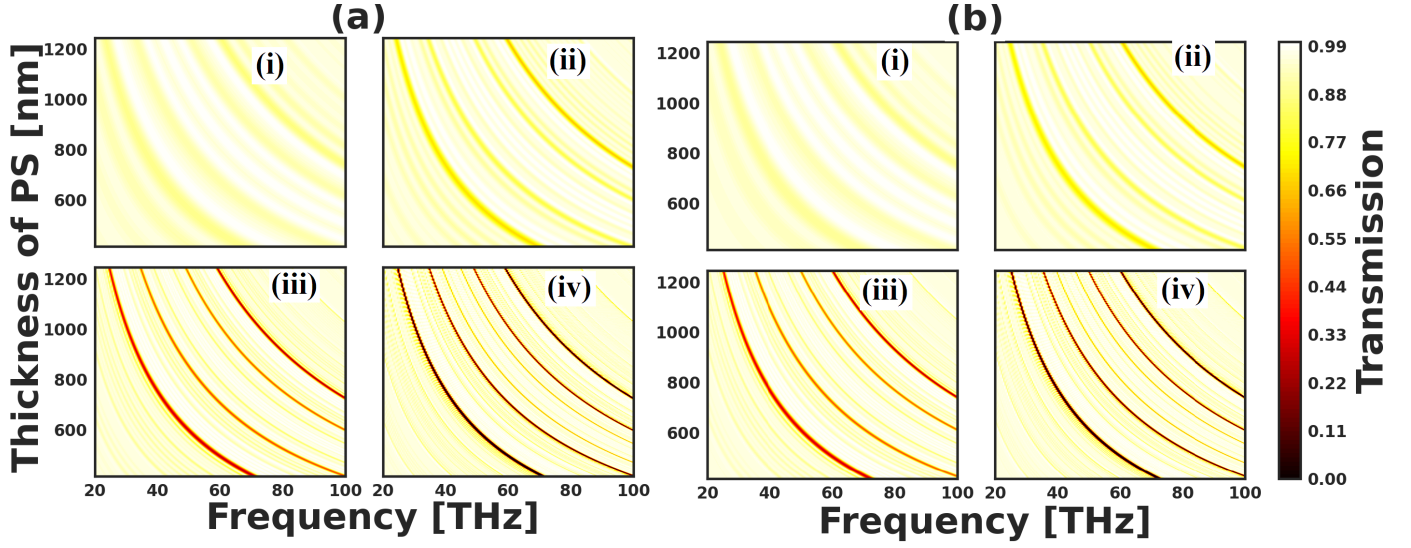 (a)
(b)
Thickness of PS [nm]
1200
1000
800
600
(i)
(ii)
1200
1000
800
600
(iii)
(iv)
20 40 60 80 100
20 40 60 80 100
Frequency [THz]
1200
1000
800
600
(i)
(ii)
1200
1000
800
600
(iii)
(iv)
20 40 60 80 100
20 40 60 80 100
Frequency [THz]
0.99
0.88
0.77
0.66
0.55
0.44
0.33
0.22
0.11
0.00
Transmission